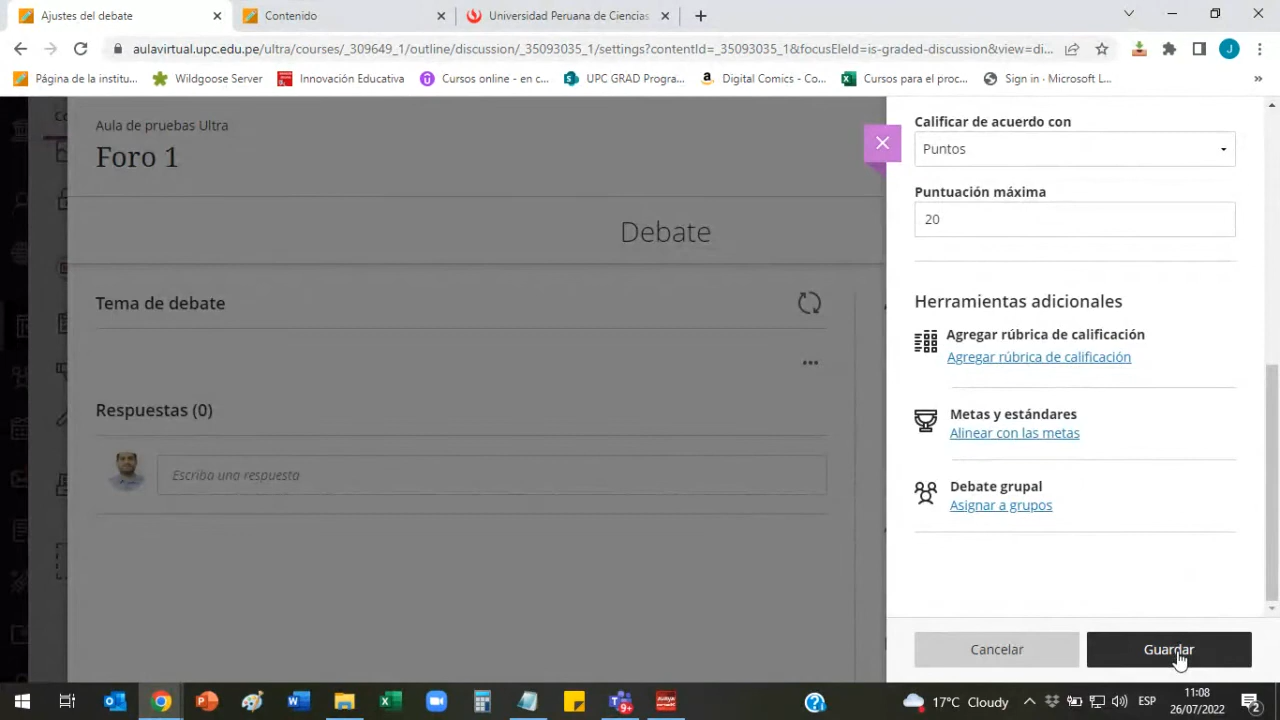 Ajustes del debate
Contenido
Universidad Peruana de Ciencias
aulavirtual.upc.edu.pe/ultra/courses/_309649_1/outline/discussion/_35093035_1/settings?contentId=_35093035_1&focusEleId=is-graded-discussion&view=di...
J
Página de la institu...
Wildgoose Server
Innovación Educativa
Cursos online - en c...
UPC GRAD Progra...
Digital Comics - Co...
Cursos para el proc...
Sign in · Microsoft L...
»
Aula de pruebas Ultra
Foro 1
Debate
Tema de debate
Respuestas (0)
Escriba una respuesta
Calificar de acuerdo con
Puntos
Puntuación máxima
20
Herramientas adicionales
Agregar rúbrica de calificación
Agregar rúbrica de calificación
Metas y estándares
Alinear con las metas
Debate grupal
Asignar a grupos
Cancelar
Guardar
17°C Cloudy
ESP
11:08
26/07/2022
2